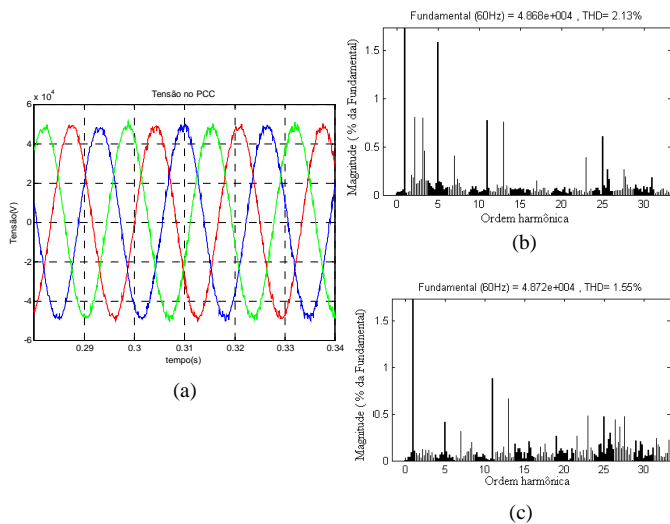 Tensão no PCC
x 10⁴
6
4
2
0
-2
-4
-6
0.29
0.3
0.31
0.32
0.33
0.34
Tensão(V)
tempo(s)
(a)
Fundamental (60Hz) = 4.868e+004 , THD= 2.13%
1.5
1
0.5
0
0
5
10
15
20
25
30
Magnitude ( % da Fundamental)
Ordem harmônica
(b)
Fundamental (60Hz) = 4.872e+004 , THD= 1.55%
1.5
1
0.5
0
0
5
10
15
20
25
30
Magnitude ( % da Fundamental)
Ordem harmônica
(c)